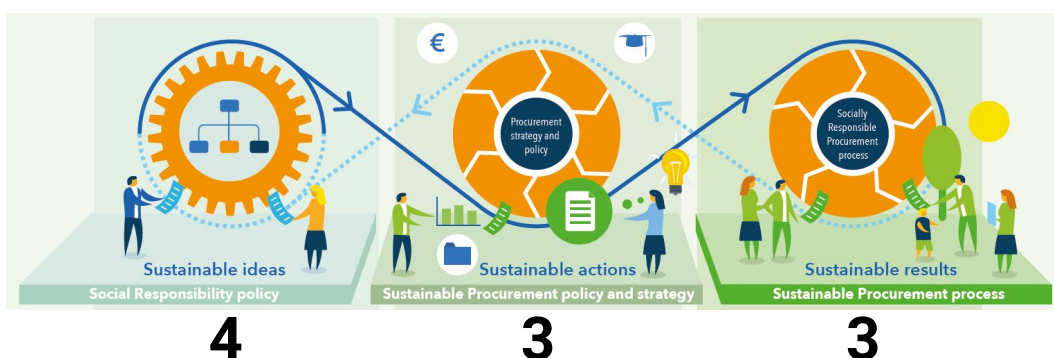 €
Procurement
strategy and
policy
Socially
Responsible
Procurement
process
Sustainable ideas
Sustainable actions
Sustainable results
Social Responsibility policy
Sustainable Procurement policy and strategy
Sustainable Procurement process
4
3
3